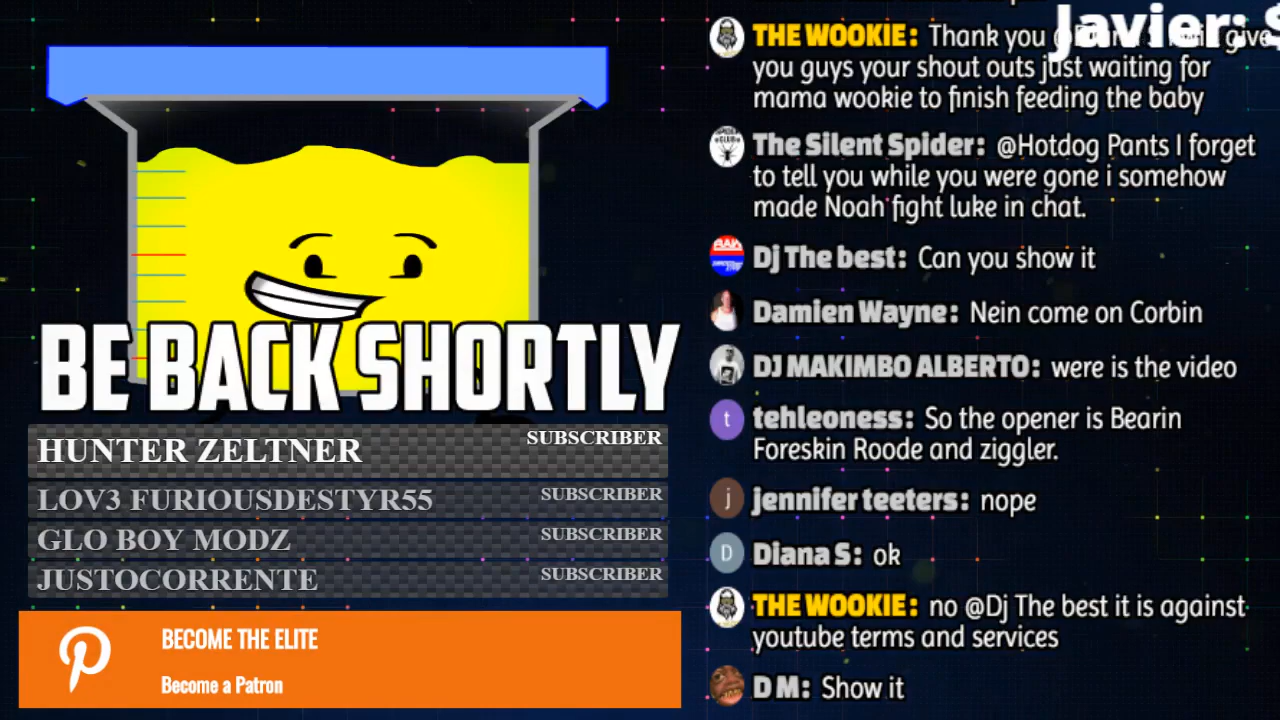 BE BACK SHORTLY
HUNTER ZELTNER SUBSCRIBER
LOV3 FURIOUSDESTYR55 SUBSCRIBER
GLO BOY MODZ SUBSCRIBER
JUSTOCORRENTE SUBSCRIBER
BECOME THE ELITE
Become a Patron
Javier: S
THE WOOKIE: Thank you give
you guys your shout outs just waiting for
mama wookie to finish feeding the baby
The Silent Spider: @Hotdog Pants I forget
to tell you while you were gone i somehow
made Noah fight luke in chat.
Dj The best: Can you show it
Damien Wayne: Nein come on Corbin
DJ MAKIMBO ALBERTO: were is the video
t tehleoness: So the opener is Bearin
Foreskin Roode and ziggler.
j jennifer teeters: nope
D Diana S: ok
THE WOOKIE: no @Dj The best it is against
youtube terms and services
D M: Show it